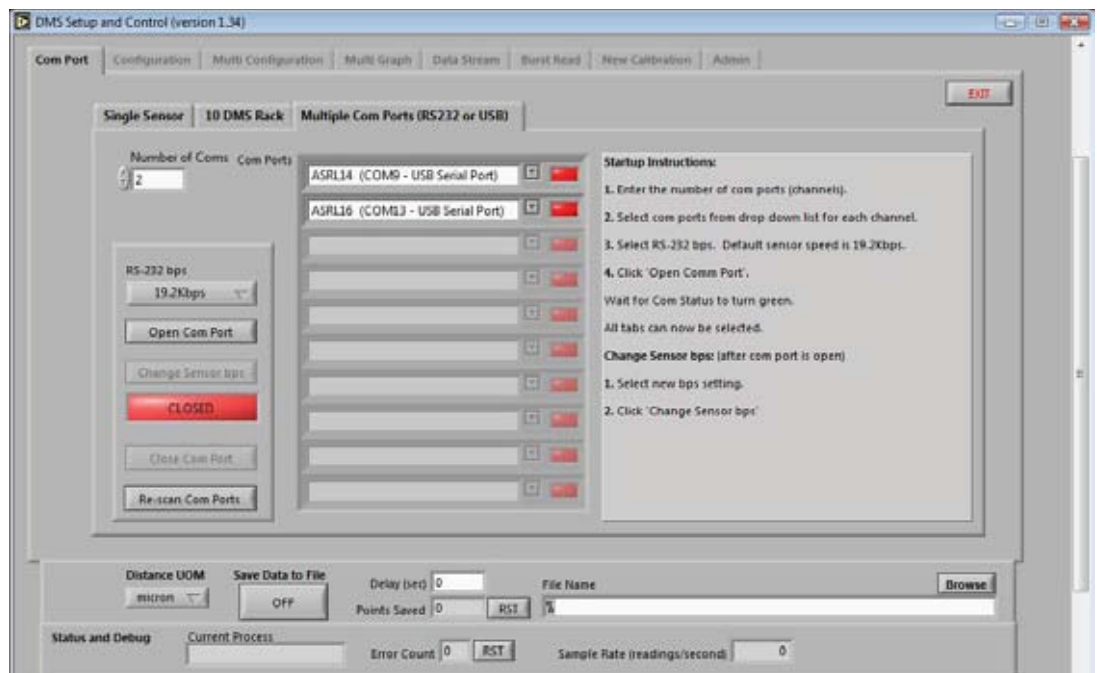 DMS Setup and Control (version 1.34)
Com Port Configuration Multi Configuration Multi Graph Data Stream Burst Read New Calibration Admin
EXIT
Single Sensor 10 DMS Rack Multiple Com Ports (RS232 or USB)
Number of Coms Com Ports
2
ASRL14 (COM9 - USB Serial Port)
ASRL16 (COM13 - USB Serial Port)
RS-232 bps
19.2Kbps
Open Com Port
Change Sensor bps
CLOSED
Close Com Port
Re-scan Com Ports
Startup Instructions:
1. Enter the number of com ports (channels).
2. Select com ports from drop down list for each channel.
3. Select RS-232 bps. Default sensor speed is 19.2Kbps.
4. Click 'Open Comm Port'.
Wait for Com Status to turn green.
All tabs can now be selected.
Change Sensor bps: (after com port is open)
1. Select new bps setting.
2. Click 'Change Sensor bps'
Distance UOM
micron
Save Data to File
OFF
Delay (sec) 0
Points Saved 0 RST
File Name
Browse
%
Status and Debug
Current Process
Error Count 0 RST
Sample Rate (readings/second) 0